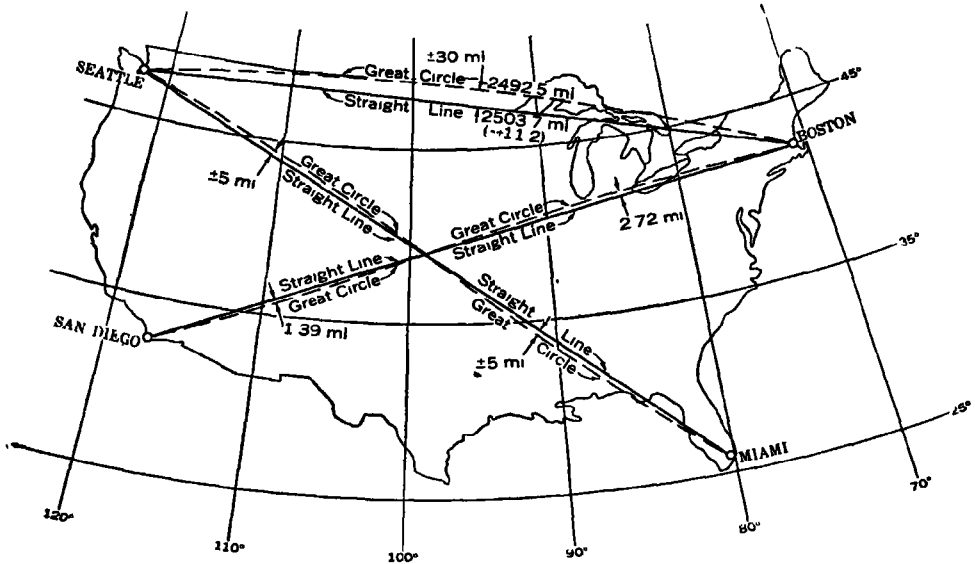 ±30 mi
SEATTLE
Great Circle
2492.5 mi
45°
Straight Line
2503 7 mi
(+11 2)
BOSTON
±5 mi
Great Circle
Straight Line
Great Circle
Straight Line
2 72 mi
35°
Straight Line
Great Circle
Straight Line
Great Circle
SAN DIEGO
1 39 mi
±5 mi
25°
MIAMI
70°
120°
80°
110°
100°
90°